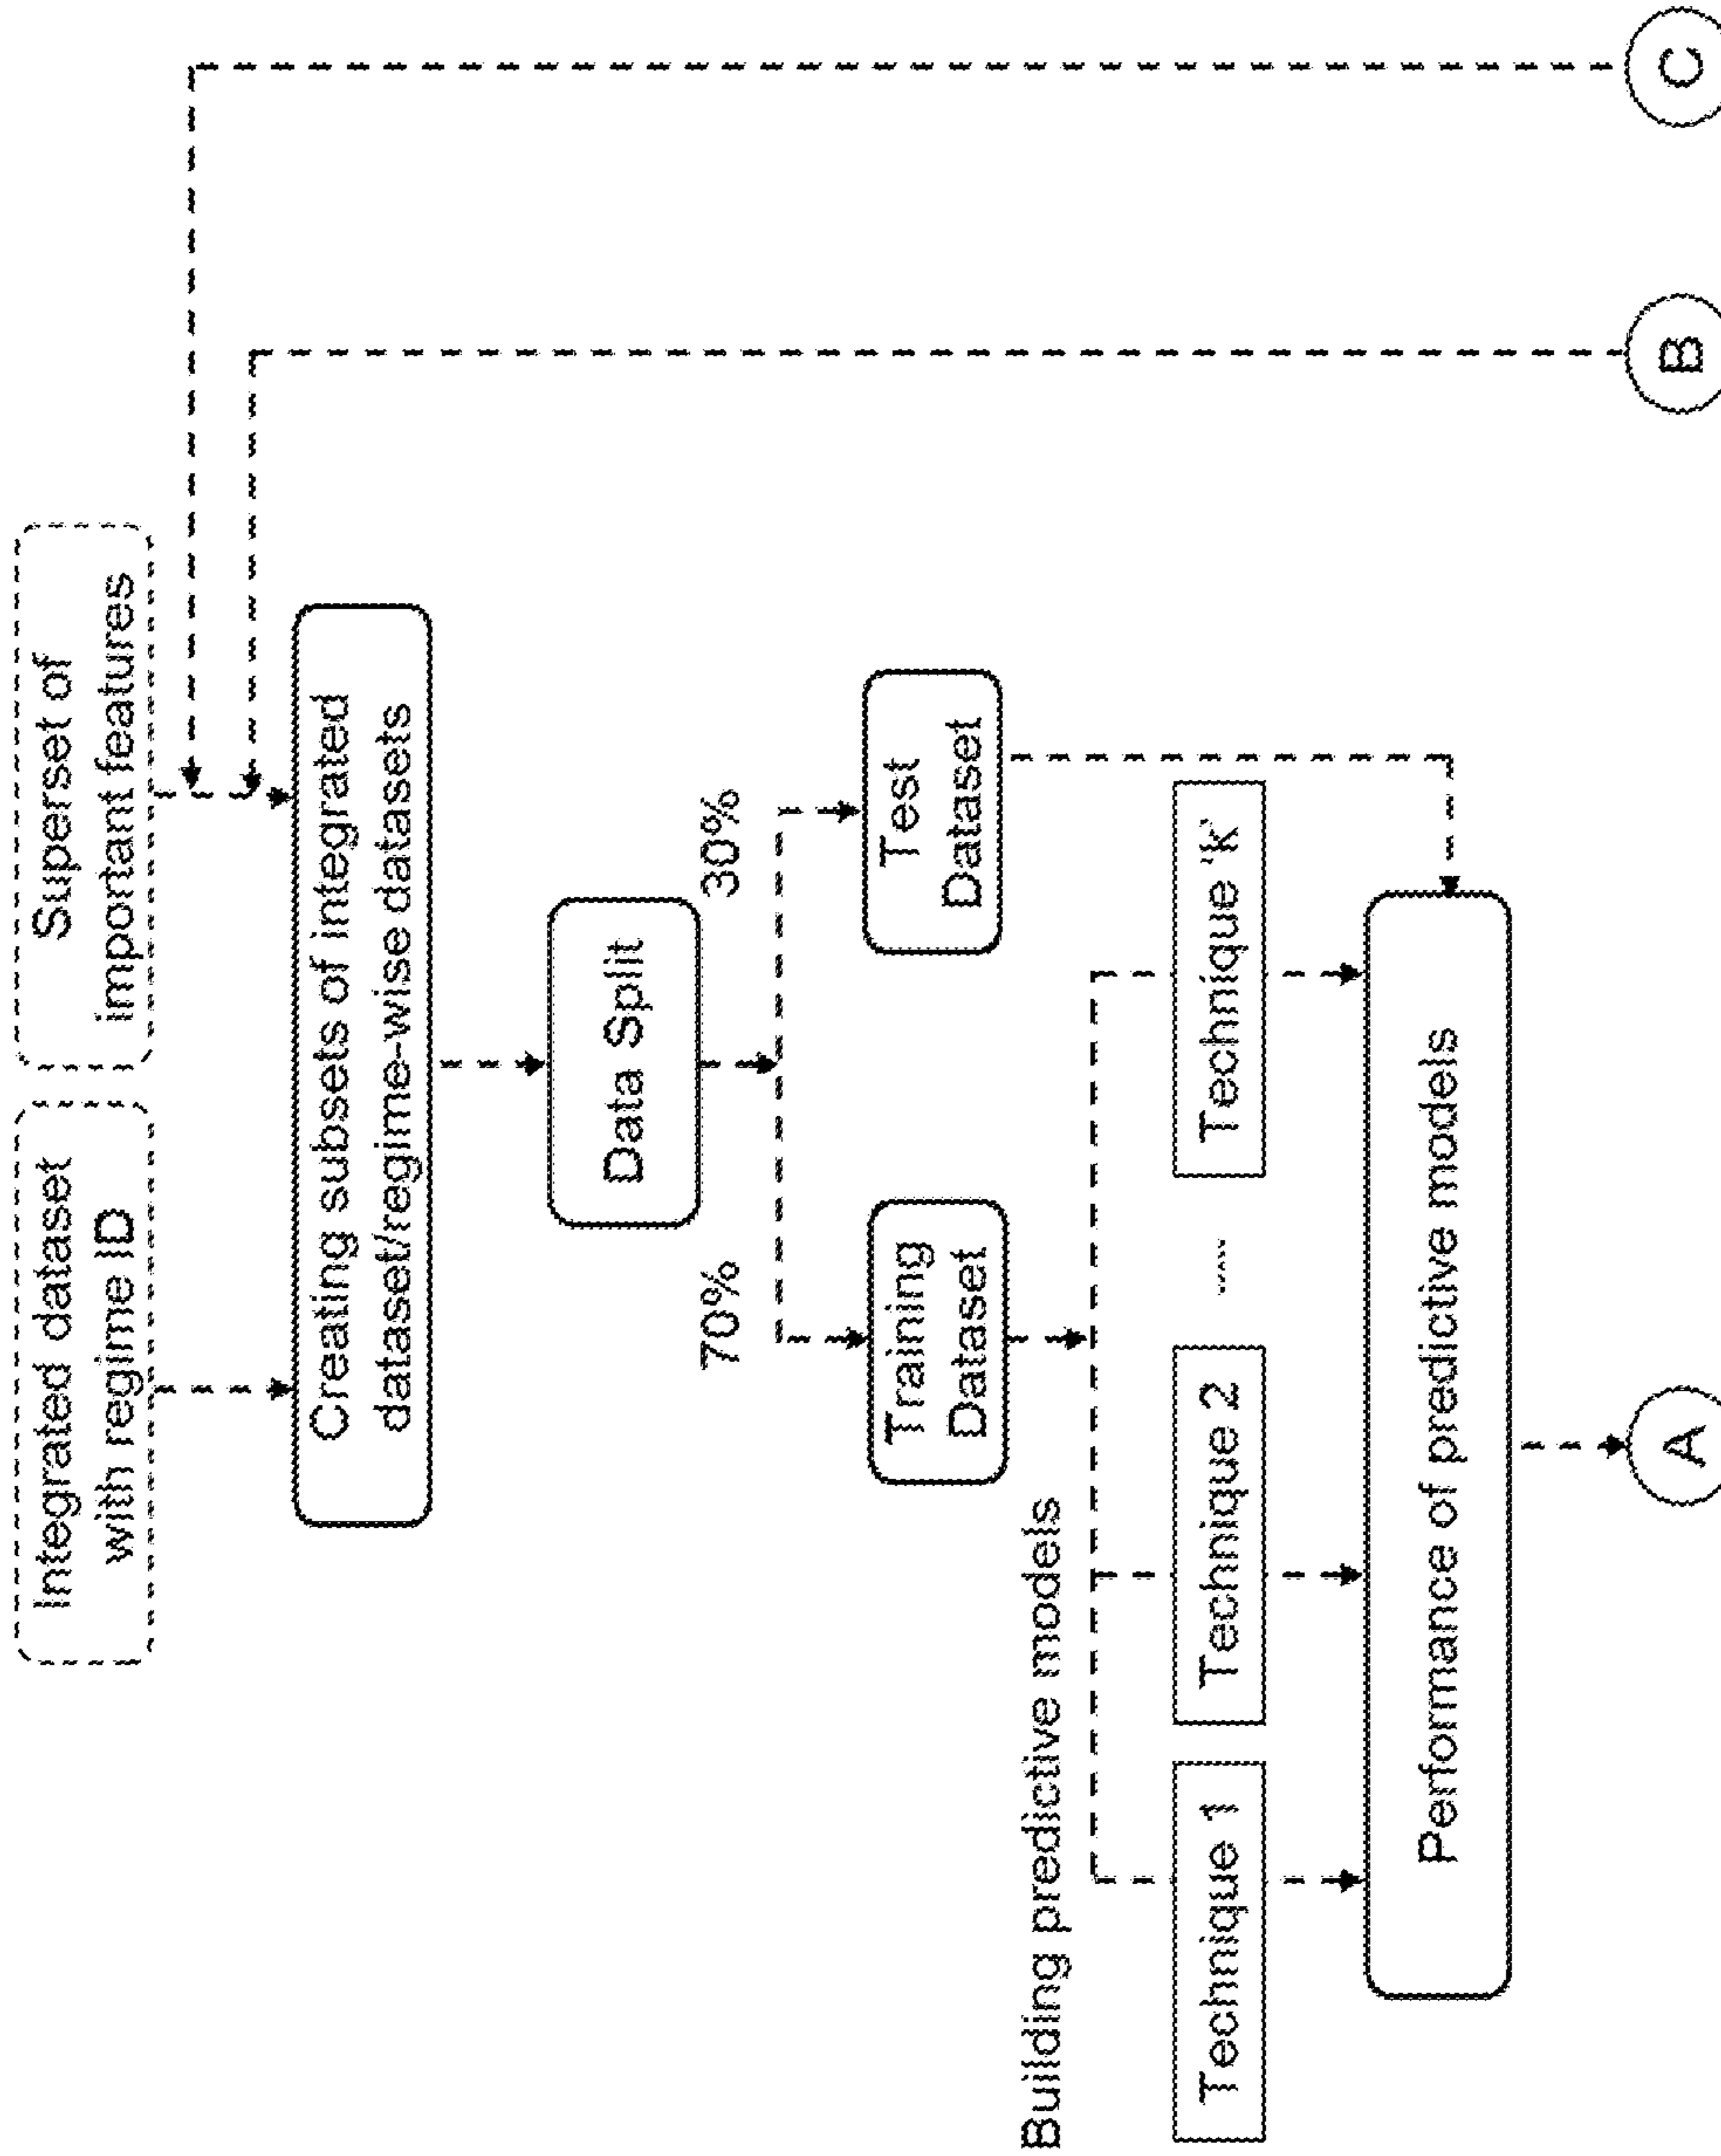 Integrated dataset
with regime ID
Superset of
important features
Creating subsets of integrated
dataset/regime-wise datasets
Data Split
70%
30%
Training
Dataset
Test
Dataset
Building predictive models
Technique 1
Technique 2
.....
Technique 'k'
Performance of predictive models
A
B
C